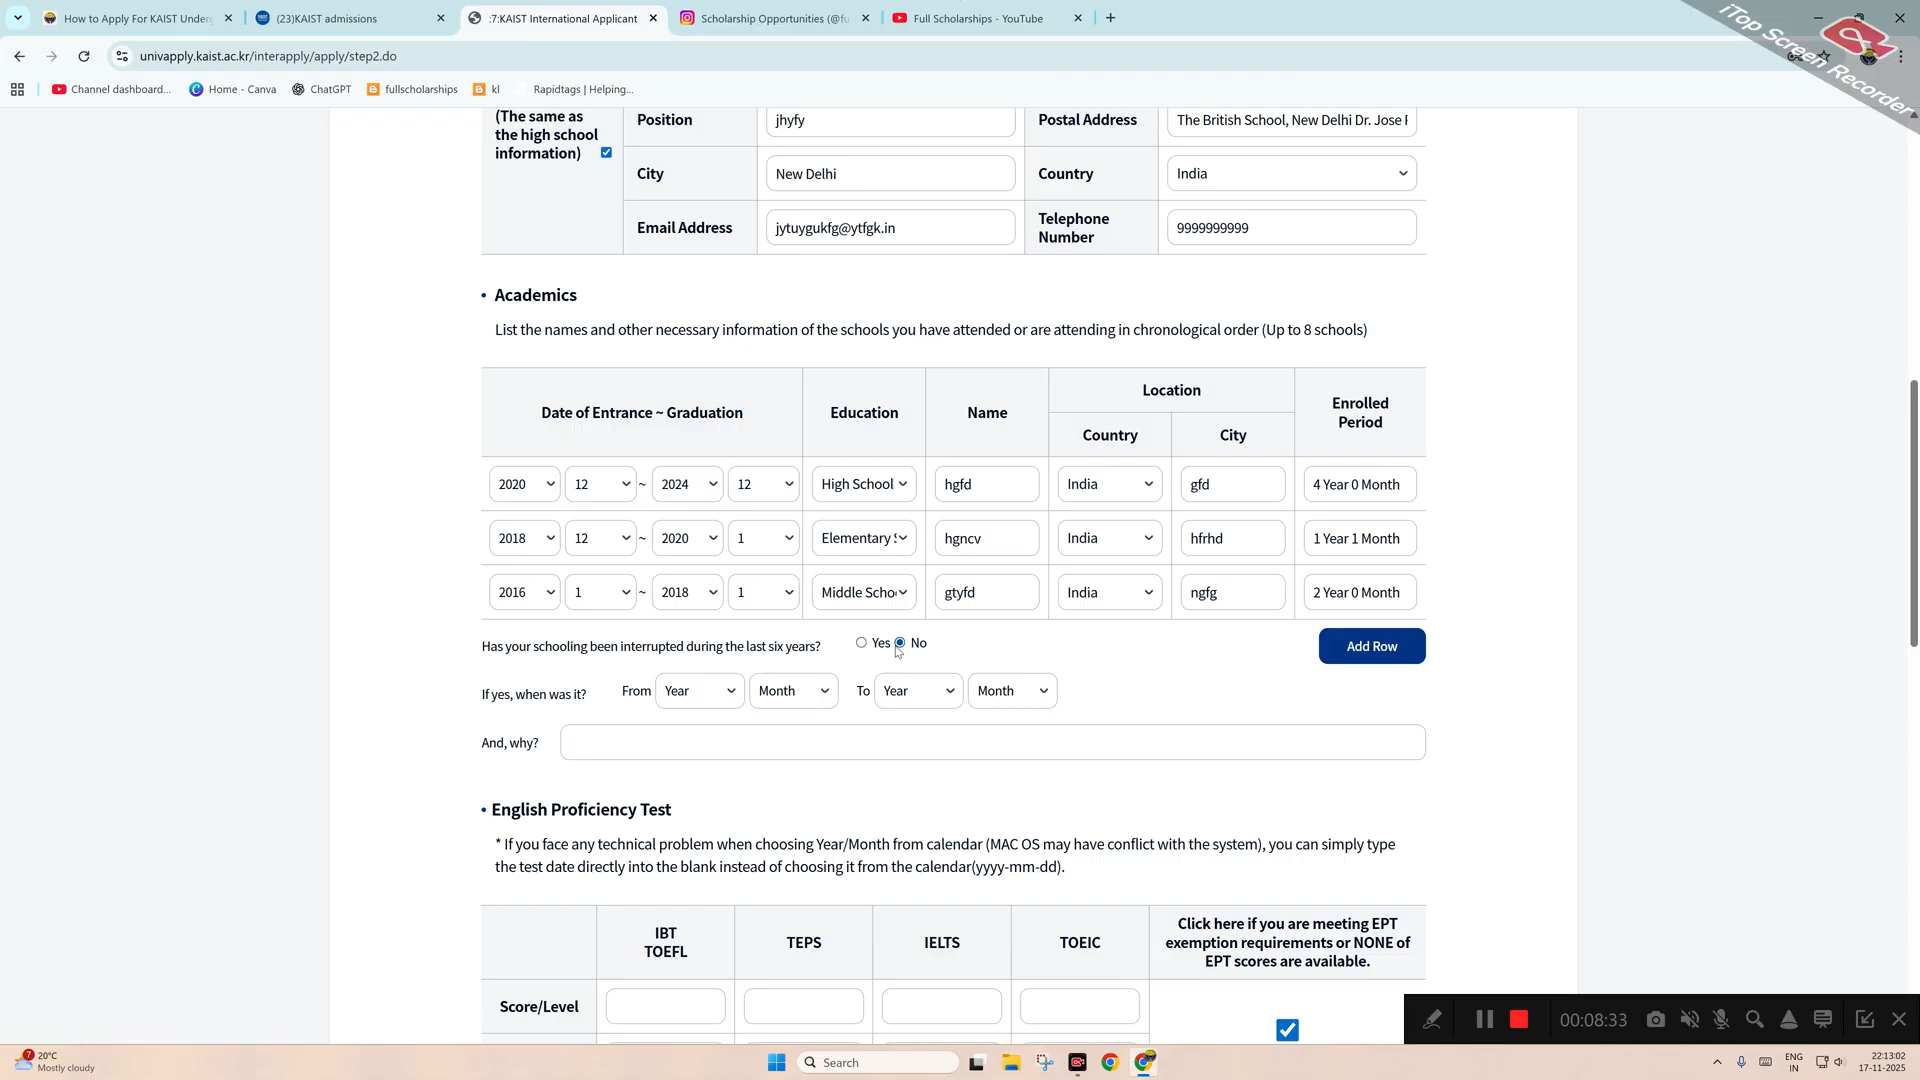 How to Apply For KAIST Underg
(23)KAIST admissions
:7:KAIST International Applicant
Scholarship Opportunities (@fu
Full Scholarships - YouTube
iTop Screen Recorder
univapply.kaist.ac.kr/interapply/apply/step2.do
Channel dashboard...
Home - Canva
ChatGPT
fullscholarships
kl
Rapidtags | Helping...
(The same as
the high school
information)
Position
jhyfy
Postal Address
The British School, New Delhi Dr. Jose F
City
New Delhi
Country
India
Email Address
jytuygukfg@ytfgk.in
Telephone
Number
9999999999
• Academics
List the names and other necessary information of the schools you have attended or are attending in chronological order (Up to 8 schools)
Date of Entrance ~ Graduation
Education
Name
Location
Country
City
Enrolled
Period
2020 12 ~ 2024 12 High School hgfd India gfd 4 Year 0 Month
2018 12 ~ 2020 1 Elementary S hgncv India hfrhd 1 Year 1 Month
2016 1 ~ 2018 1 Middle Schoo gtyfd India ngfg 2 Year 0 Month
Has your schooling been interrupted during the last six years? Yes No
Add Row
If yes, when was it? From Year Month To Year Month
And, why?
• English Proficiency Test
* If you face any technical problem when choosing Year/Month from calendar (MAC OS may have conflict with the system), you can simply type
the test date directly into the blank instead of choosing it from the calendar(yyyy-mm-dd).
IBT
TOEFL
TEPS
IELTS
TOEIC
Click here if you are meeting EPT
exemption requirements or NONE of
EPT scores are available.
Score/Level
00:08:33
7
20°C
Mostly cloudy
Search
ENG
IN
22:13:02
17-11-2025